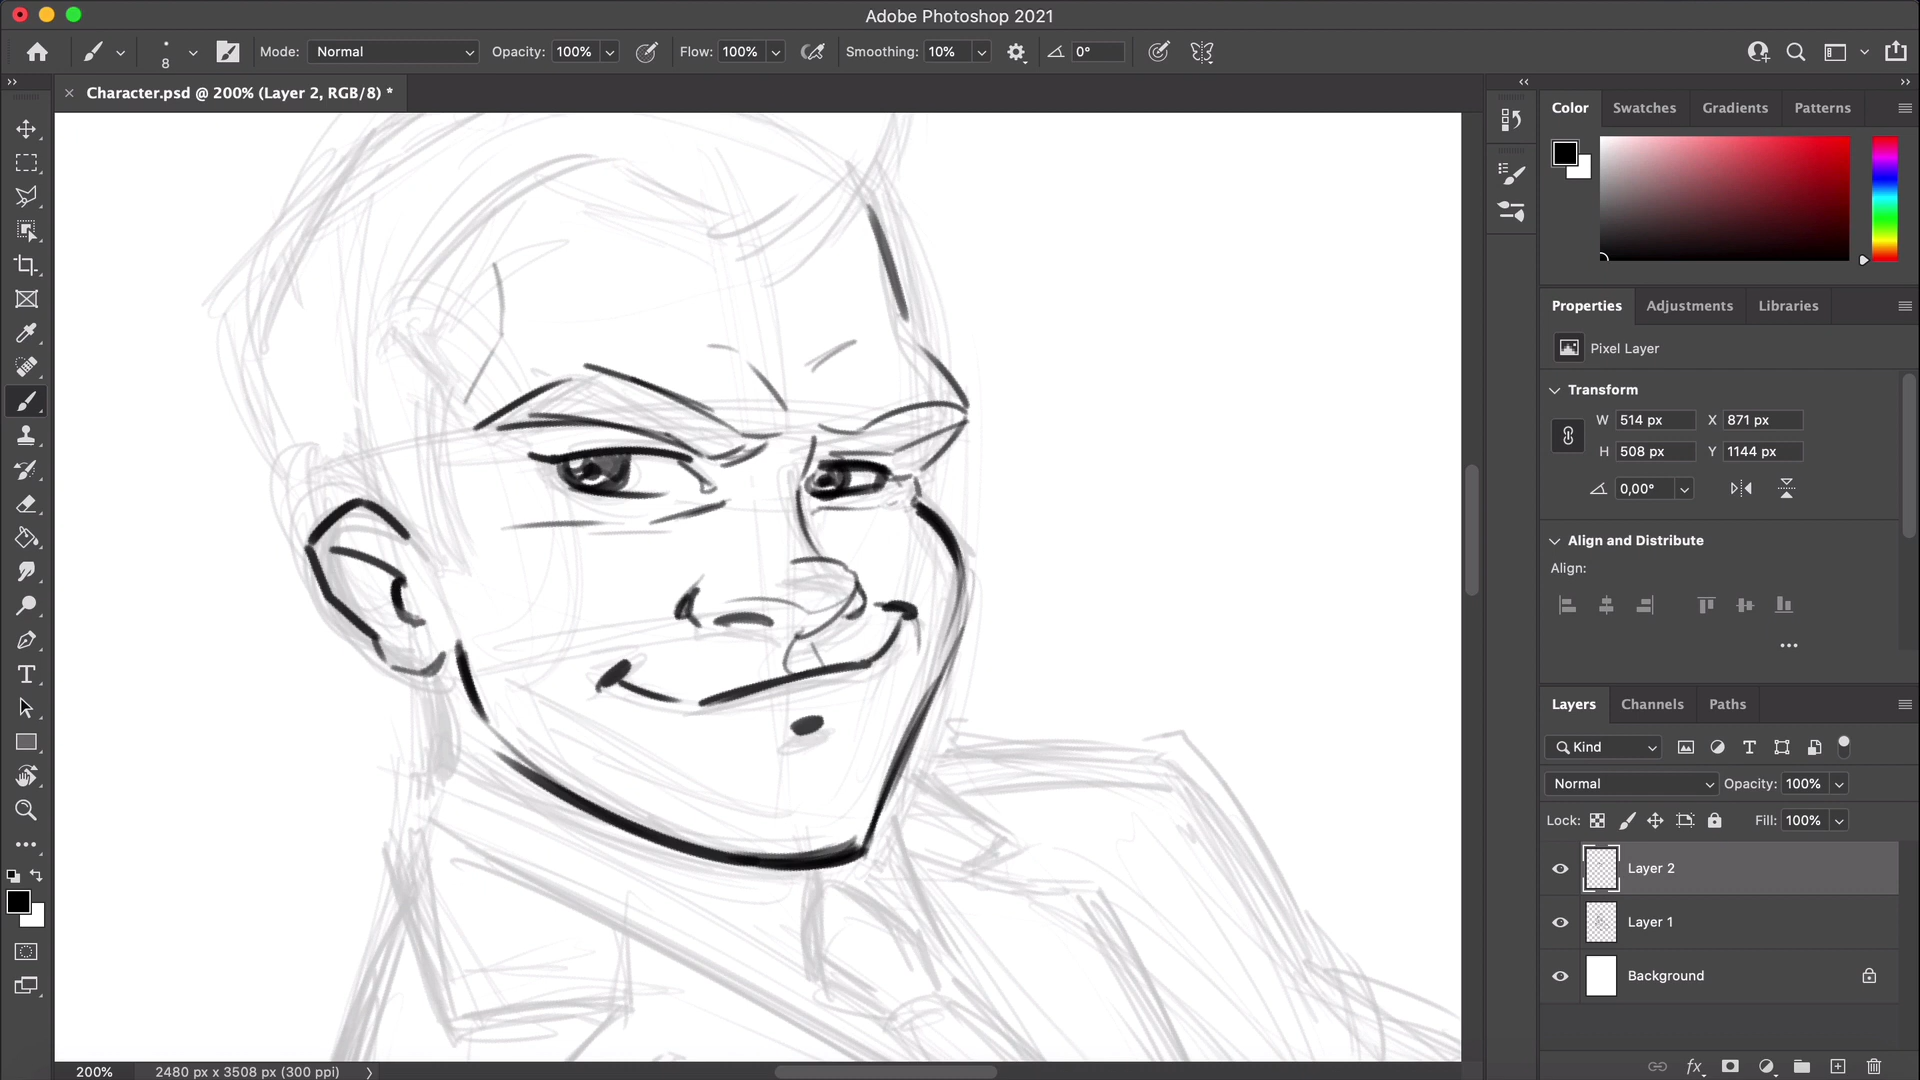 Adobe Photoshop 2021
8
Mode: Normal Opacity: 100% Flow: 100% Smoothing: 10% 0°
Character.psd @ 200% (Layer 2, RGB/8) *
Color Swatches Gradients Patterns
Properties Adjustments Libraries
Pixel Layer
Transform
W 514 px X 871 px
H 508 px Y 1144 px
0,00°
Align and Distribute
Align:
Layers Channels Paths
Kind
Normal Opacity: 100%
Lock: Fill: 100%
Layer 2
Layer 1
Background
fx
200% 2480 px x 3508 px (300 ppi)